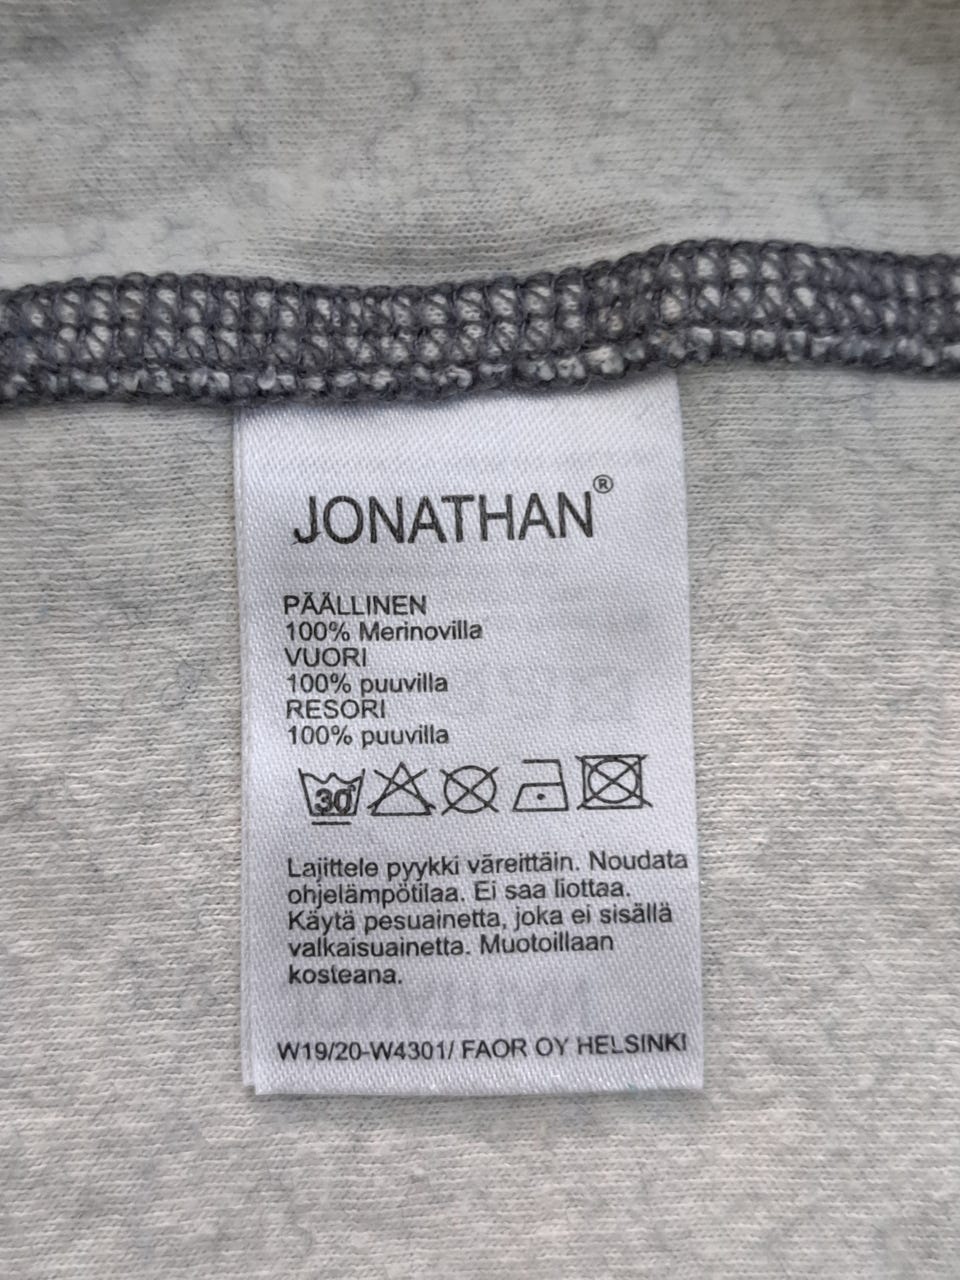 JONATHAN®
PÄÄLLINEN
100% Merinovilla
VUORI
100% puuvilla
RESORI
100% puuvilla
30°
Lajittele pyykki väreittäin. Noudata
ohjelämpötilaa. Ei saa liottaa.
Käytä pesuainetta, joka ei sisällä
valkaisuainetta. Muotoillaan
kosteana.
W19/20-W4301/ FAOR OY HELSINKI